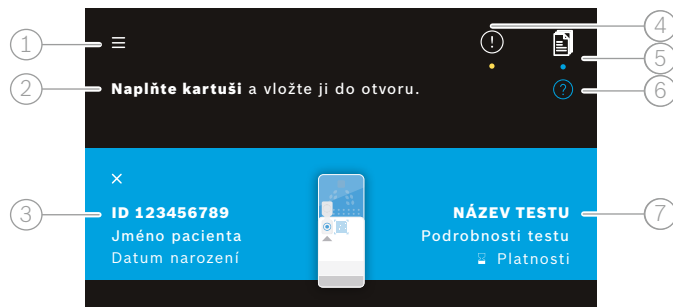 1
4
5
2
Naplňte kartuši a vložte ji do otvoru.
?
6
!
×
3
ID 123456789
Jméno pacienta
Datum narození
NÁZEV TESTU
Podrobnosti testu
Platnosti
7